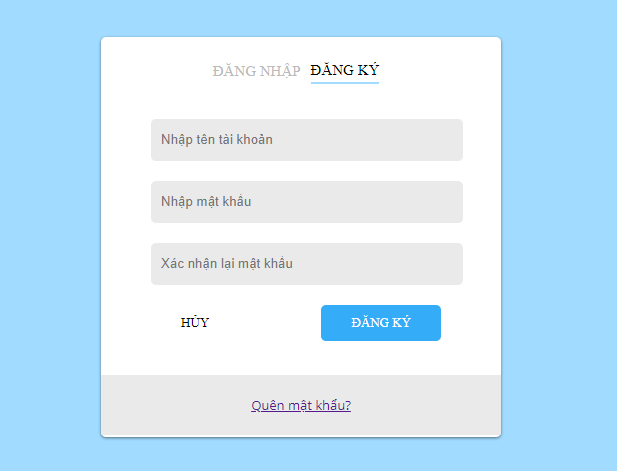 ĐĂNG NHẬP ĐĂNG KÝ
Nhập tên tài khoản
Nhập mật khẩu
Xác nhận lại mật khẩu
HỦY ĐĂNG KÝ
Quên mật khẩu?